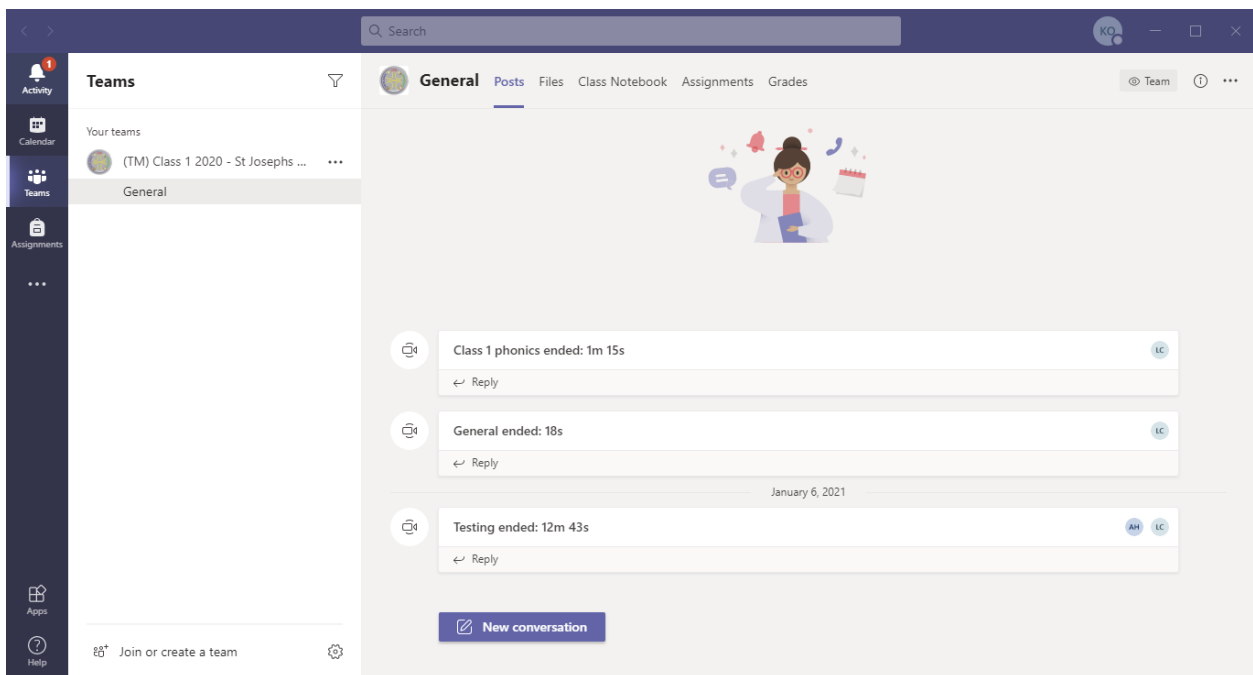 Search
KO
1
Activity
Calendar
Teams
Assignments
Apps
Help
Teams
Your teams
(TM) Class 1 2020 - St Josephs ...
General
Join or create a team
General Posts Files Class Notebook Assignments Grades
Team
Class 1 phonics ended: 1m 15s
LC
Reply
General ended: 18s
LC
Reply
January 6, 2021
Testing ended: 12m 43s
AH LC
Reply
New conversation